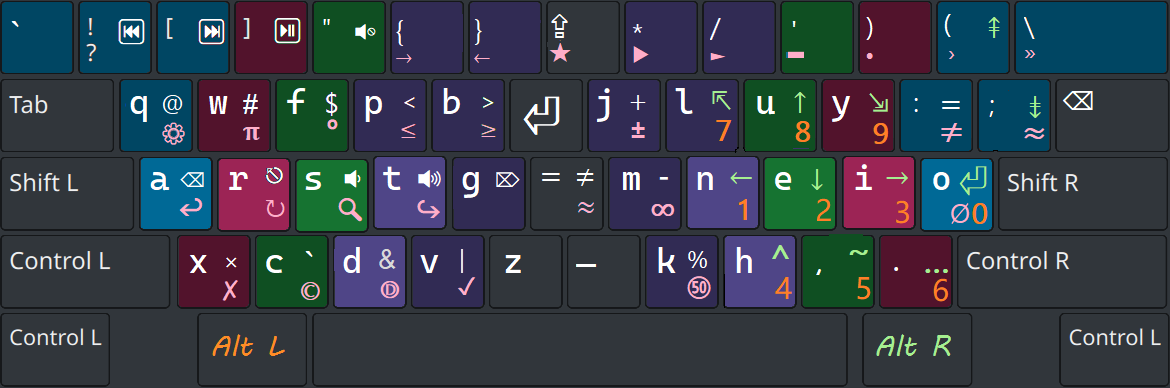 ` ! ? ⏮ [ ⏭ ] ⏯ " 🔇 { → } ← ⇪ ★ * ▶ / ► ' ▬ ) • ( ⇞ › \ »
Tab q @ w # π f $ ° p < ≤ b > ≥ ⏎ j + ± l ↖ 7 u ↑ 8 y ↘ 9 : = ≠ ; ⇟ ≈ ⌫
Shift L a ⌫ ↩ r ⎋ ↻ s 🔉 🔍 t 🔊 ↪ g ⌦ = ≠ ≈ m - ∞ n ← 1 e ↓ 2 i → 3 o ⏎ Ø 0 Shift R
Control L x × ✗ c ` © d & 𝔻 v | ✓ z — k % 50 h ^ 4 , ~ 5 . … 6 Control R
Control L Alt L Alt R Control L